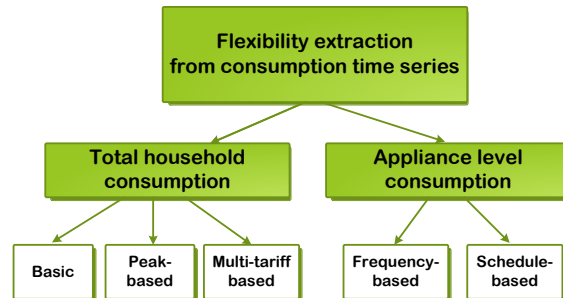 Flexibility extraction
from consumption time series
Total household
consumption
Appliance level
consumption
Basic
Peak-
based
Multi-tariff
based
Frequency-
based
Schedule-
based